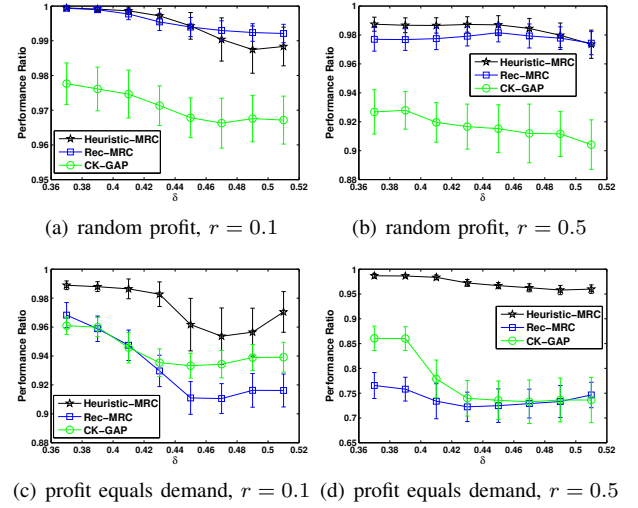 1
0.99
0.98
0.97
0.96
0.95
0.36 0.38 0.4 0.42 0.44 0.46 0.48 0.5 0.52
δ
Performance Ratio
Heuristic−MRC
Rec−MRC
CK−GAP
(a) random profit, r = 0.1
1
0.98
0.96
0.94
0.92
0.9
0.88
0.36 0.38 0.4 0.42 0.44 0.46 0.48 0.5 0.52
δ
Performance Ratio
Heuristic−MRC
Rec−MRC
CK−GAP
(b) random profit, r = 0.5
1
0.98
0.96
0.94
0.92
0.9
0.88
0.36 0.38 0.4 0.42 0.44 0.46 0.48 0.5 0.52
δ
Performance Ratio
Heuristic−MRC
Rec−MRC
CK−GAP
(c) profit equals demand, r = 0.1
1
0.95
0.9
0.85
0.8
0.75
0.7
0.65
0.36 0.38 0.4 0.42 0.44 0.46 0.48 0.5 0.52
δ
Performance Ratio
Heuristic−MRC
Rec−MRC
CK−GAP
(d) profit equals demand, r = 0.5